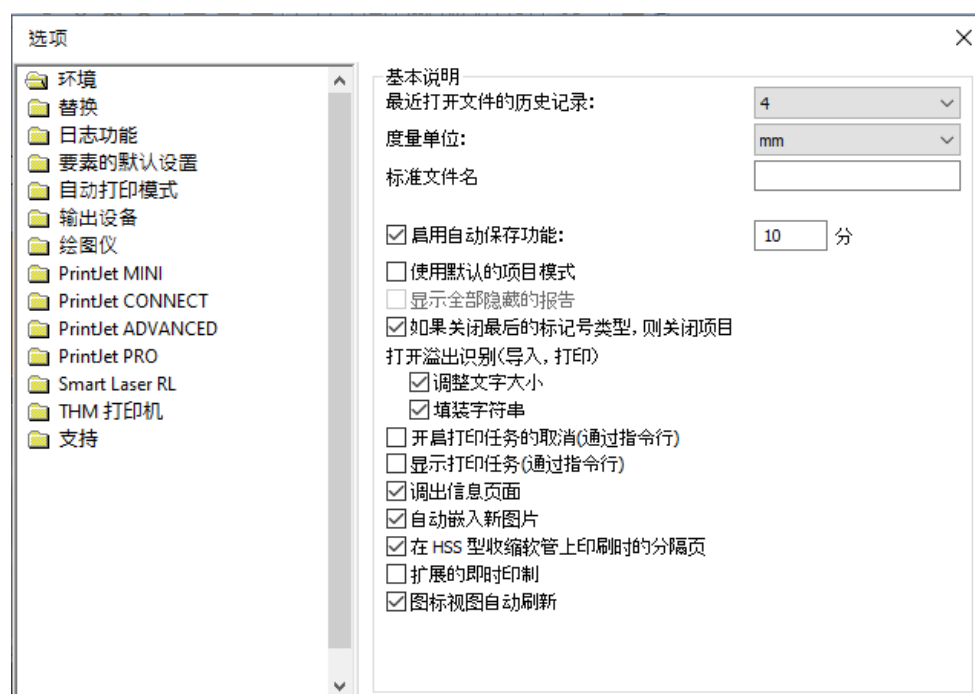 选项
环境
替换
日志功能
要素的默认设置
自动打印模式
输出设备
绘图仪
PrintJet MINI
PrintJet CONNECT
PrintJet ADVANCED
PrintJet PRO
Smart Laser RL
THM 打印机
支持
基本说明
最近打开文件的历史记录: 4
度量单位: mm
标准文件名
启用自动保存功能: 10 分
使用默认的项目模式
显示全部隐藏的报告
如果关闭最后的标记号类型, 则关闭项目
打开溢出识别(导入, 打印)
调整文字大小
填装字符串
开启打印任务的取消(通过指令行)
显示打印任务(通过指令行)
调出信息页面
自动嵌入新图片
在 HSS 型收缩软管上印刷时的分隔页
扩展的即时印制
图标视图自动刷新